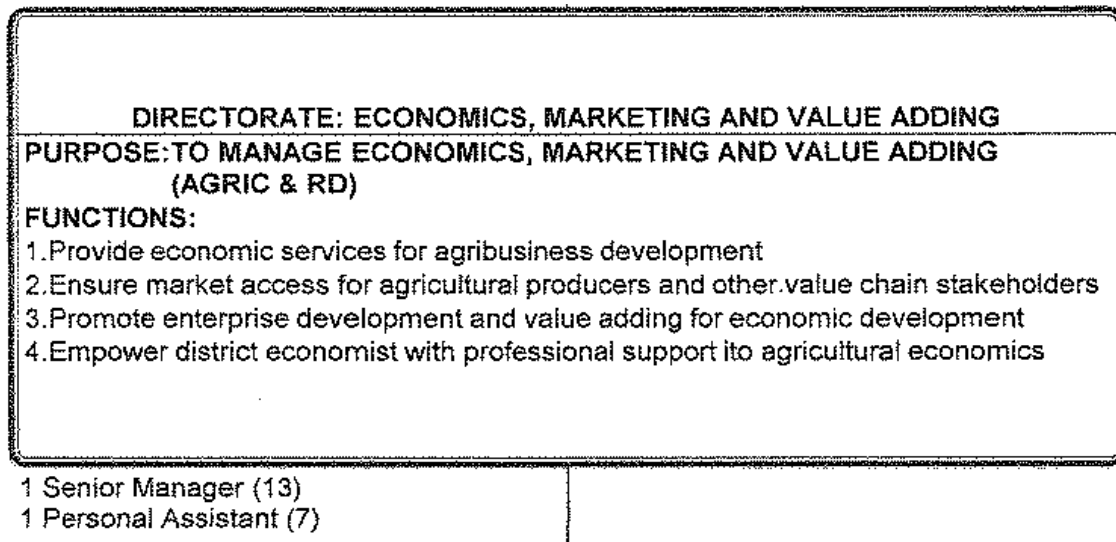 DIRECTORATE: ECONOMICS, MARKETING AND VALUE ADDING
PURPOSE:TO MANAGE ECONOMICS, MARKETING AND VALUE ADDING
(AGRIC & RD)
FUNCTIONS:
1.Provide economic services for agribusiness development
2.Ensure market access for agricultural producers and other.value chain stakeholders
3.Promote enterprise development and value adding for economic development
4.Empower district economist with professional support ito agricultural economics
1 Senior Manager (13)
1 Personal Assistant (7)